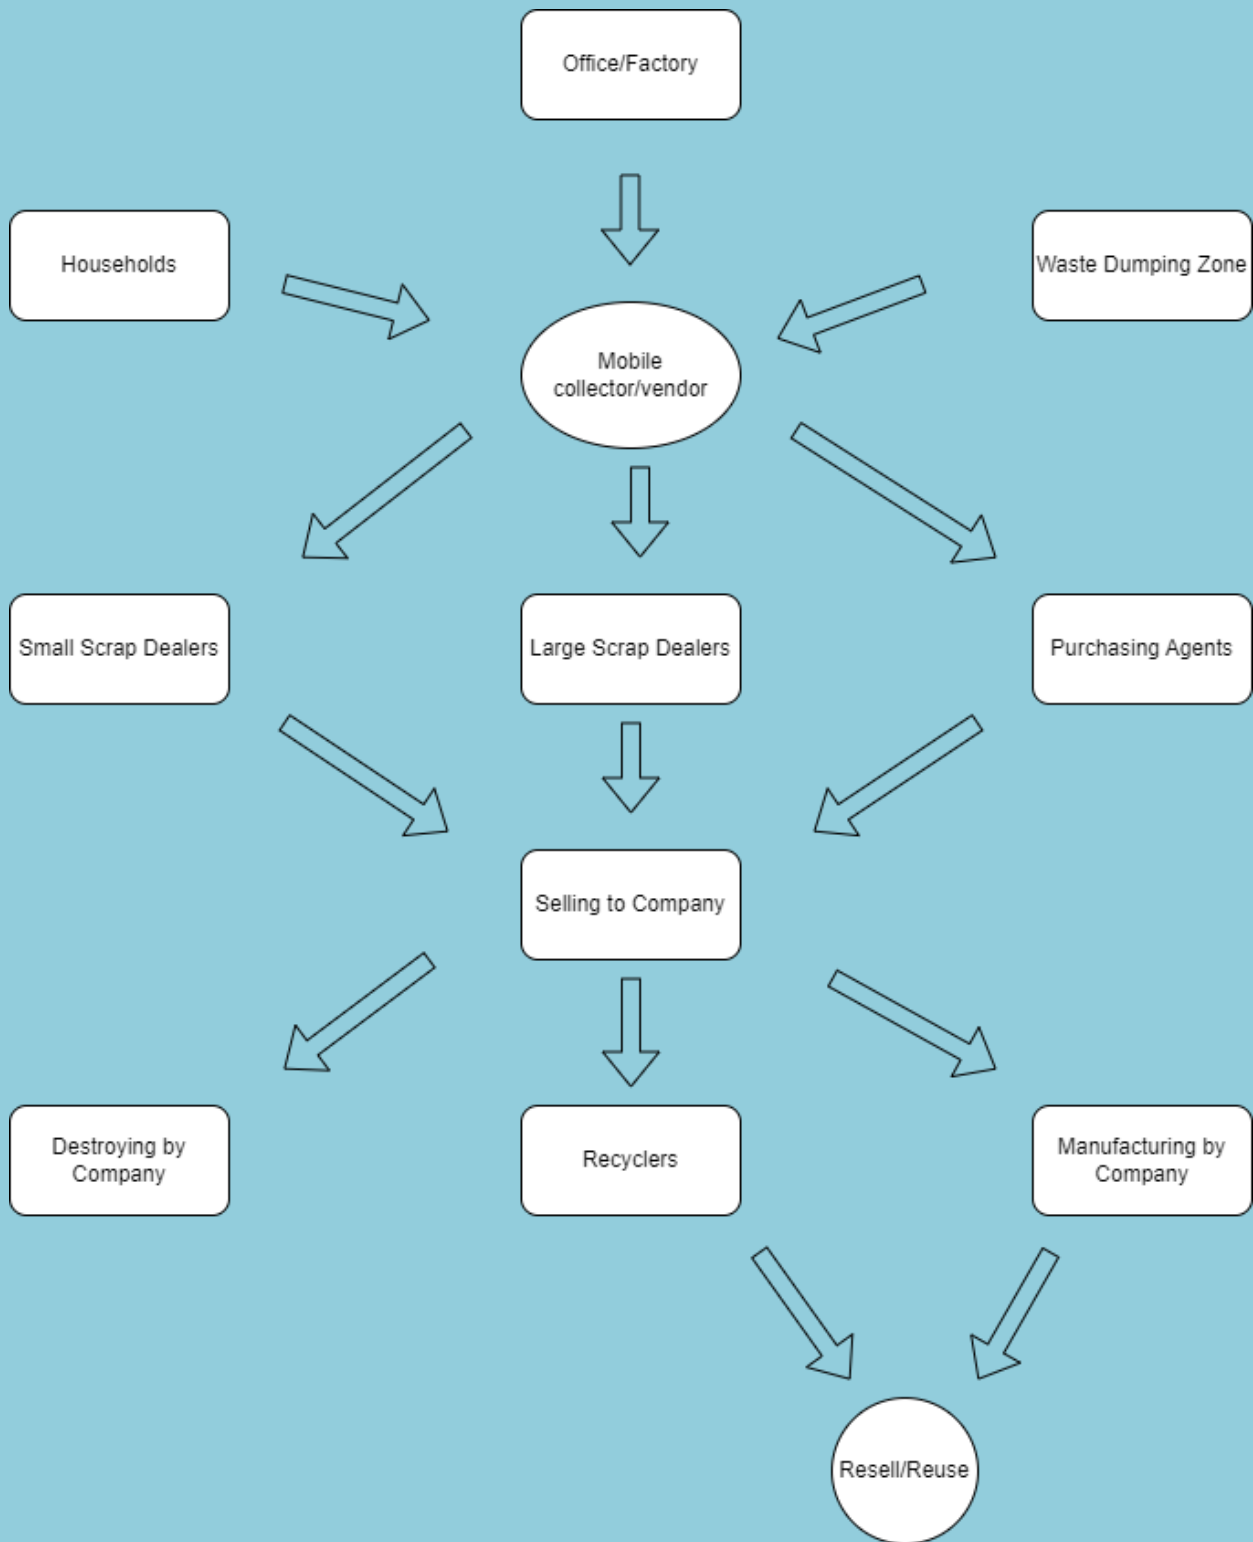 Office/Factory
Households
Waste Dumping Zone
Mobile
collector/vendor
Small Scrap Dealers
Large Scrap Dealers
Purchasing Agents
Selling to Company
Destroying by
Company
Recyclers
Manufacturing by
Company
Resell/Reuse